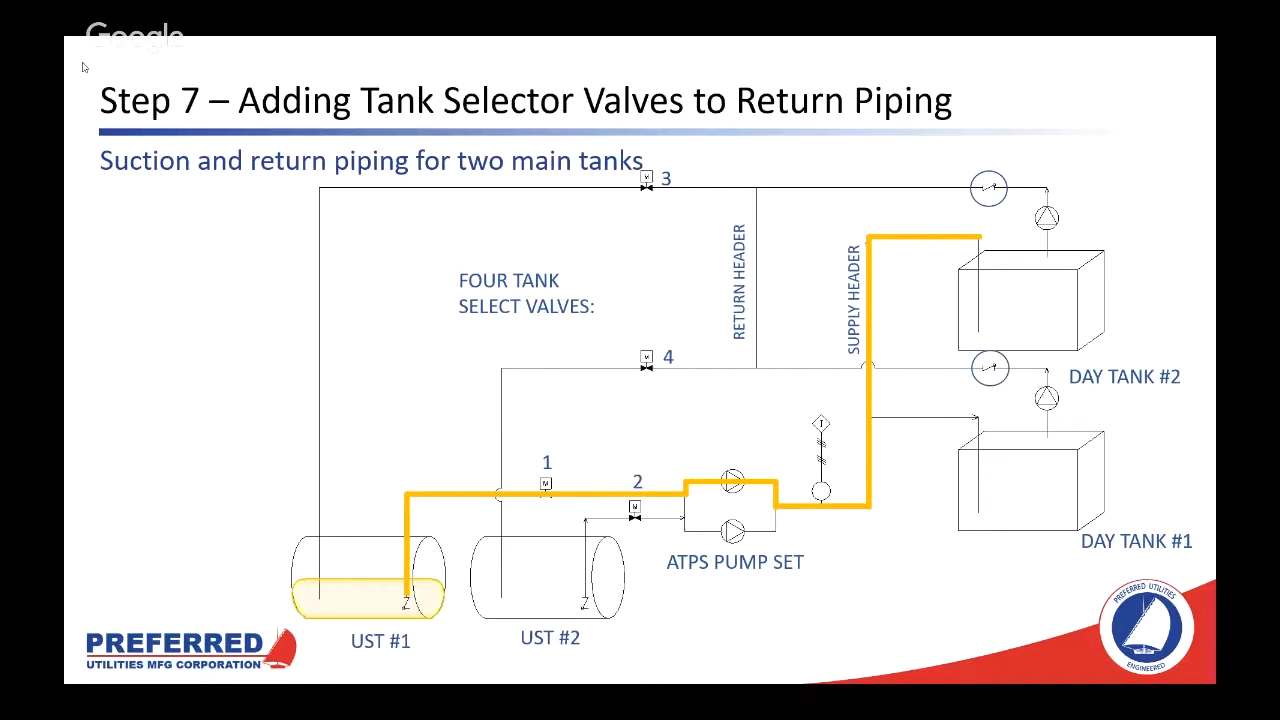 Google
Step 7 – Adding Tank Selector Valves to Return Piping
Suction and return piping for two main tanks
M
3
FOUR TANK
SELECT VALVES:
RETURN HEADER
SUPPLY HEADER
M
4
DAY TANK #2
1
M
2
M
I
ATPS PUMP SET
DAY TANK #1
UST #1
UST #2
PREFERRED
UTILITIES MFG CORPORATION
PREFERRED UTILITIES
ENGINEERED